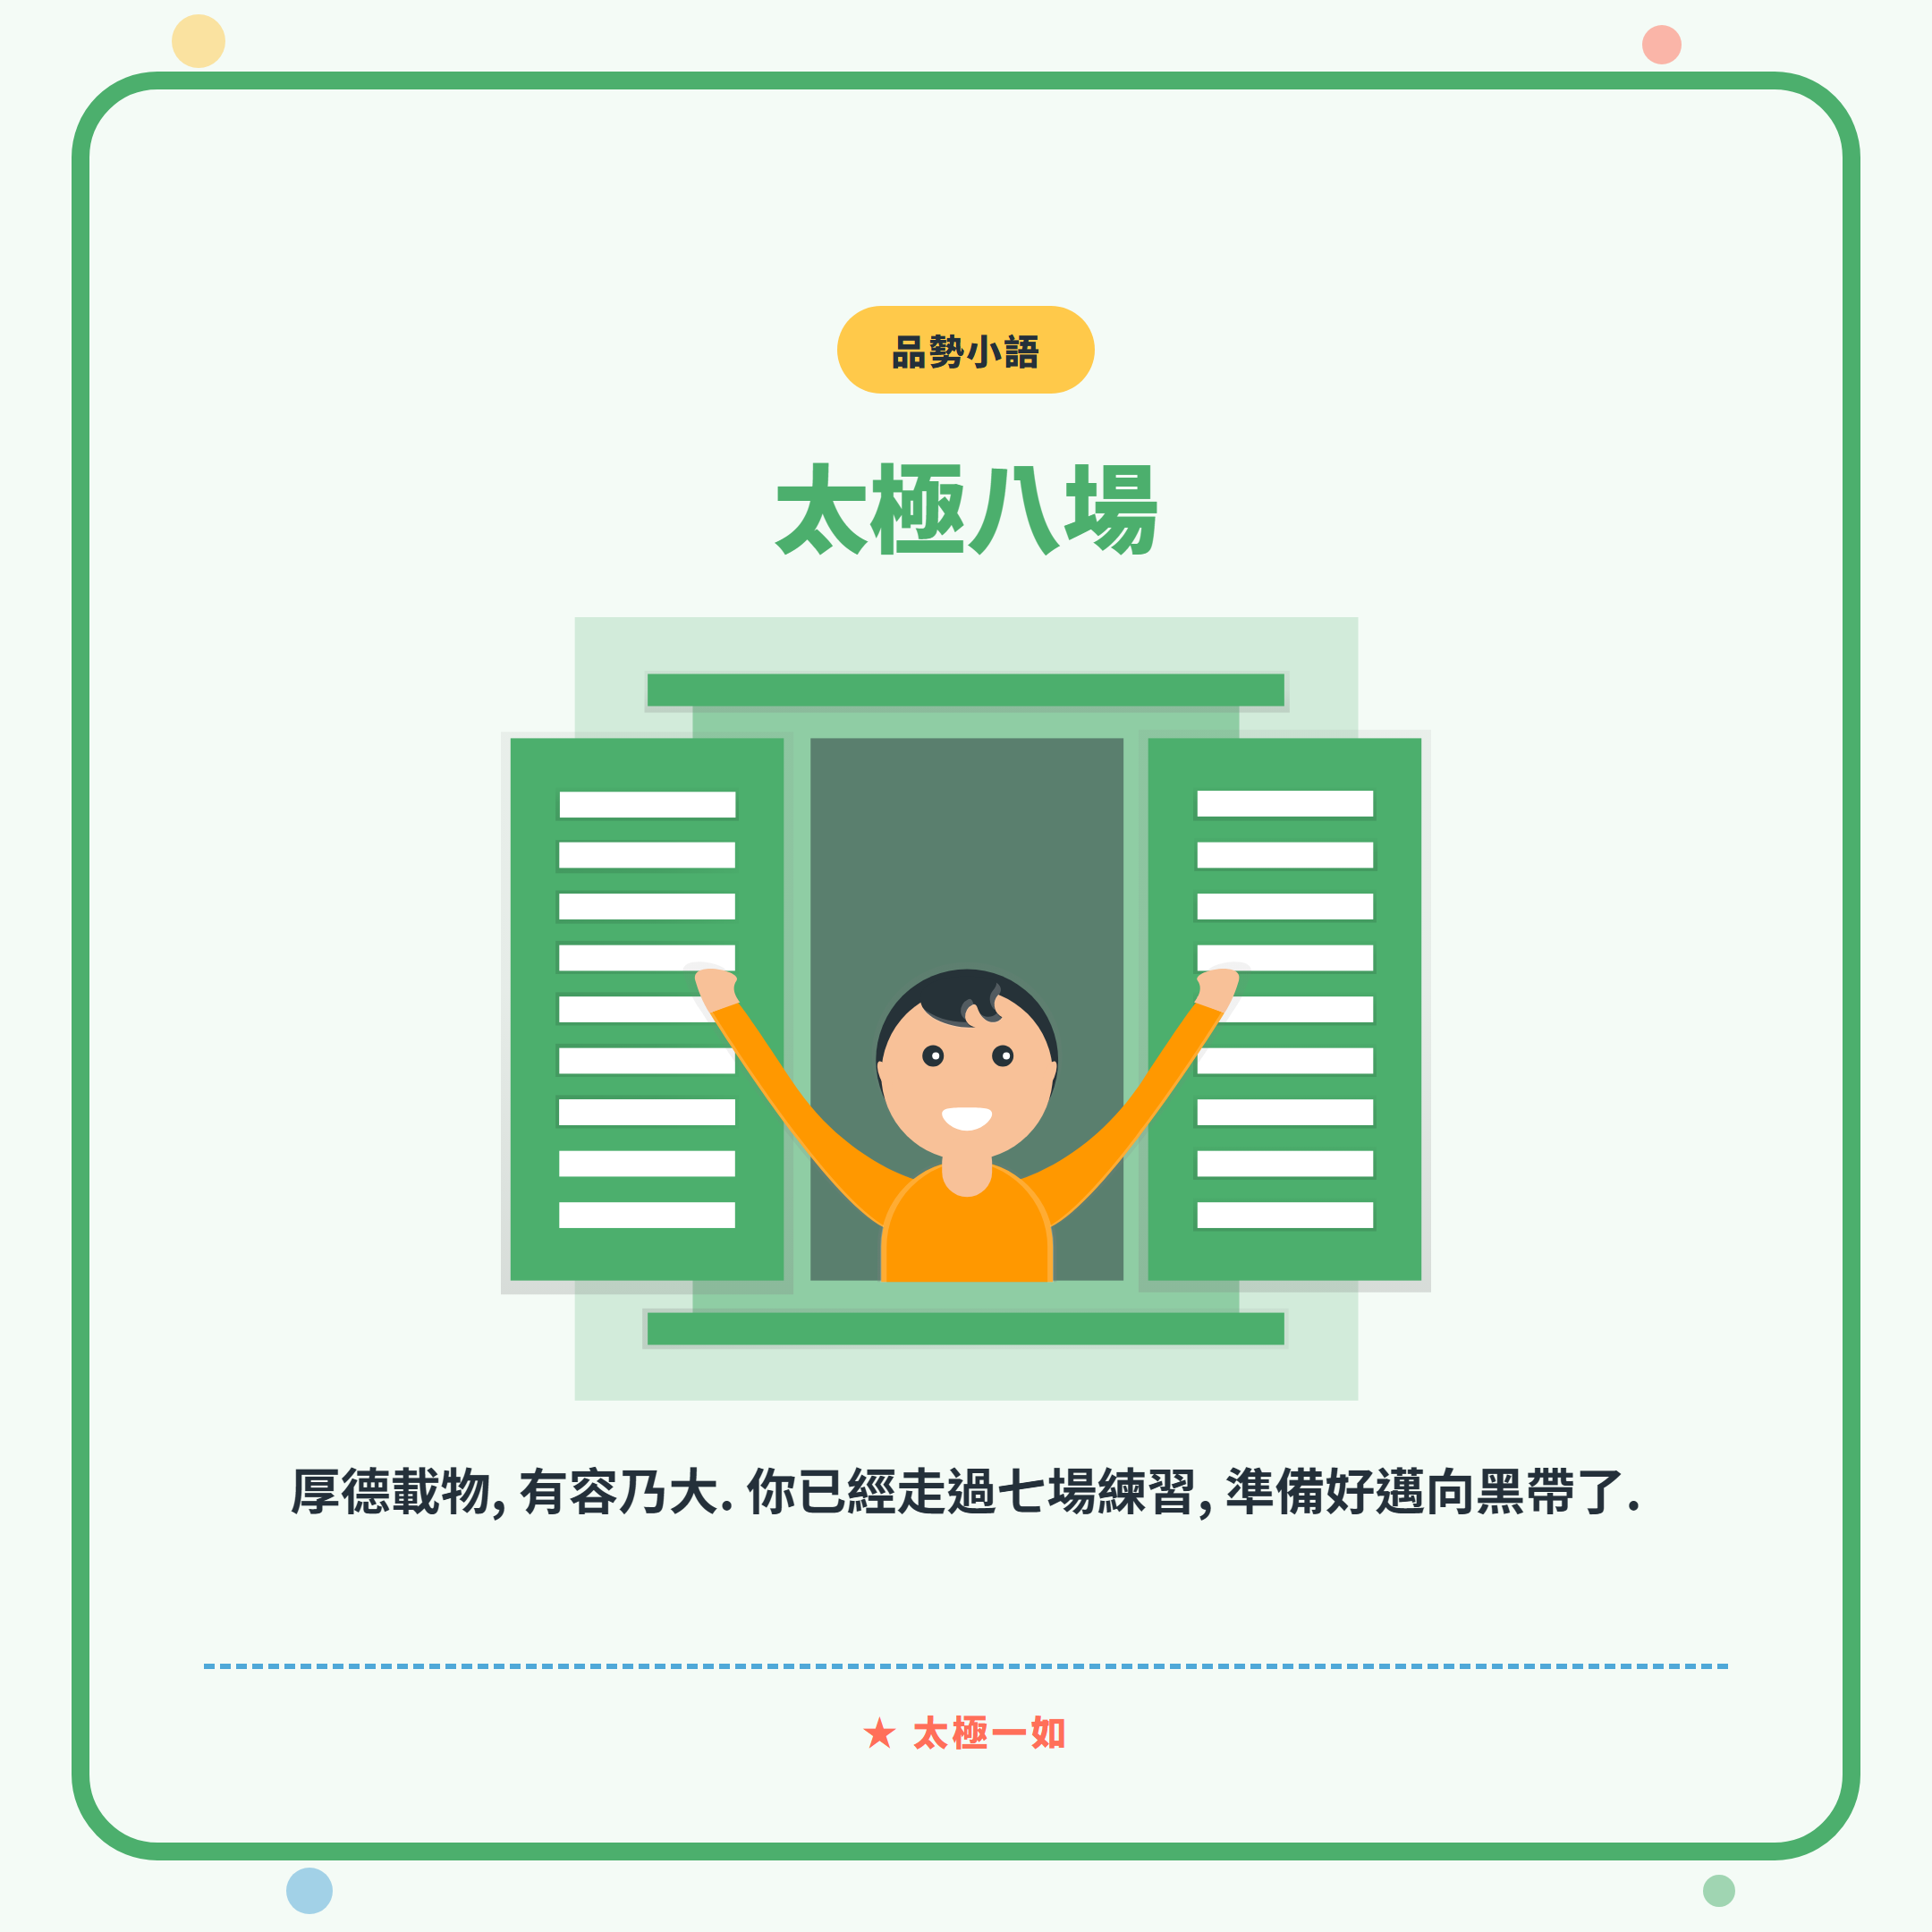 品勢小語
太極八場
厚德載物, 有容乃大. 你已經走過七場練習, 準備好邁向黑帶了.
★ 太極一如